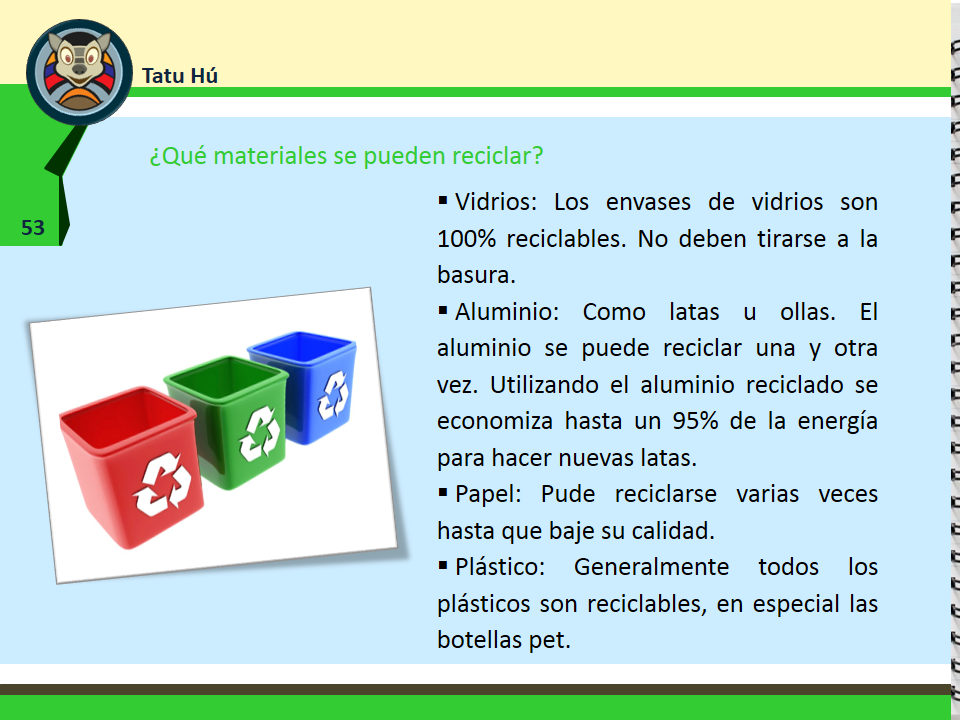 Tatu Hú
¿Qué materiales se pueden reciclar?
53
▪ Vidrios: Los envases de vidrios son
100% reciclables. No deben tirarse a la
basura.
▪ Aluminio: Como latas u ollas. El
aluminio se puede reciclar una y otra
vez. Utilizando el aluminio reciclado se
economiza hasta un 95% de la energía
para hacer nuevas latas.
▪ Papel: Pude reciclarse varias veces
hasta que baje su calidad.
▪ Plástico: Generalmente todos los
plásticos son reciclables, en especial las
botellas pet.